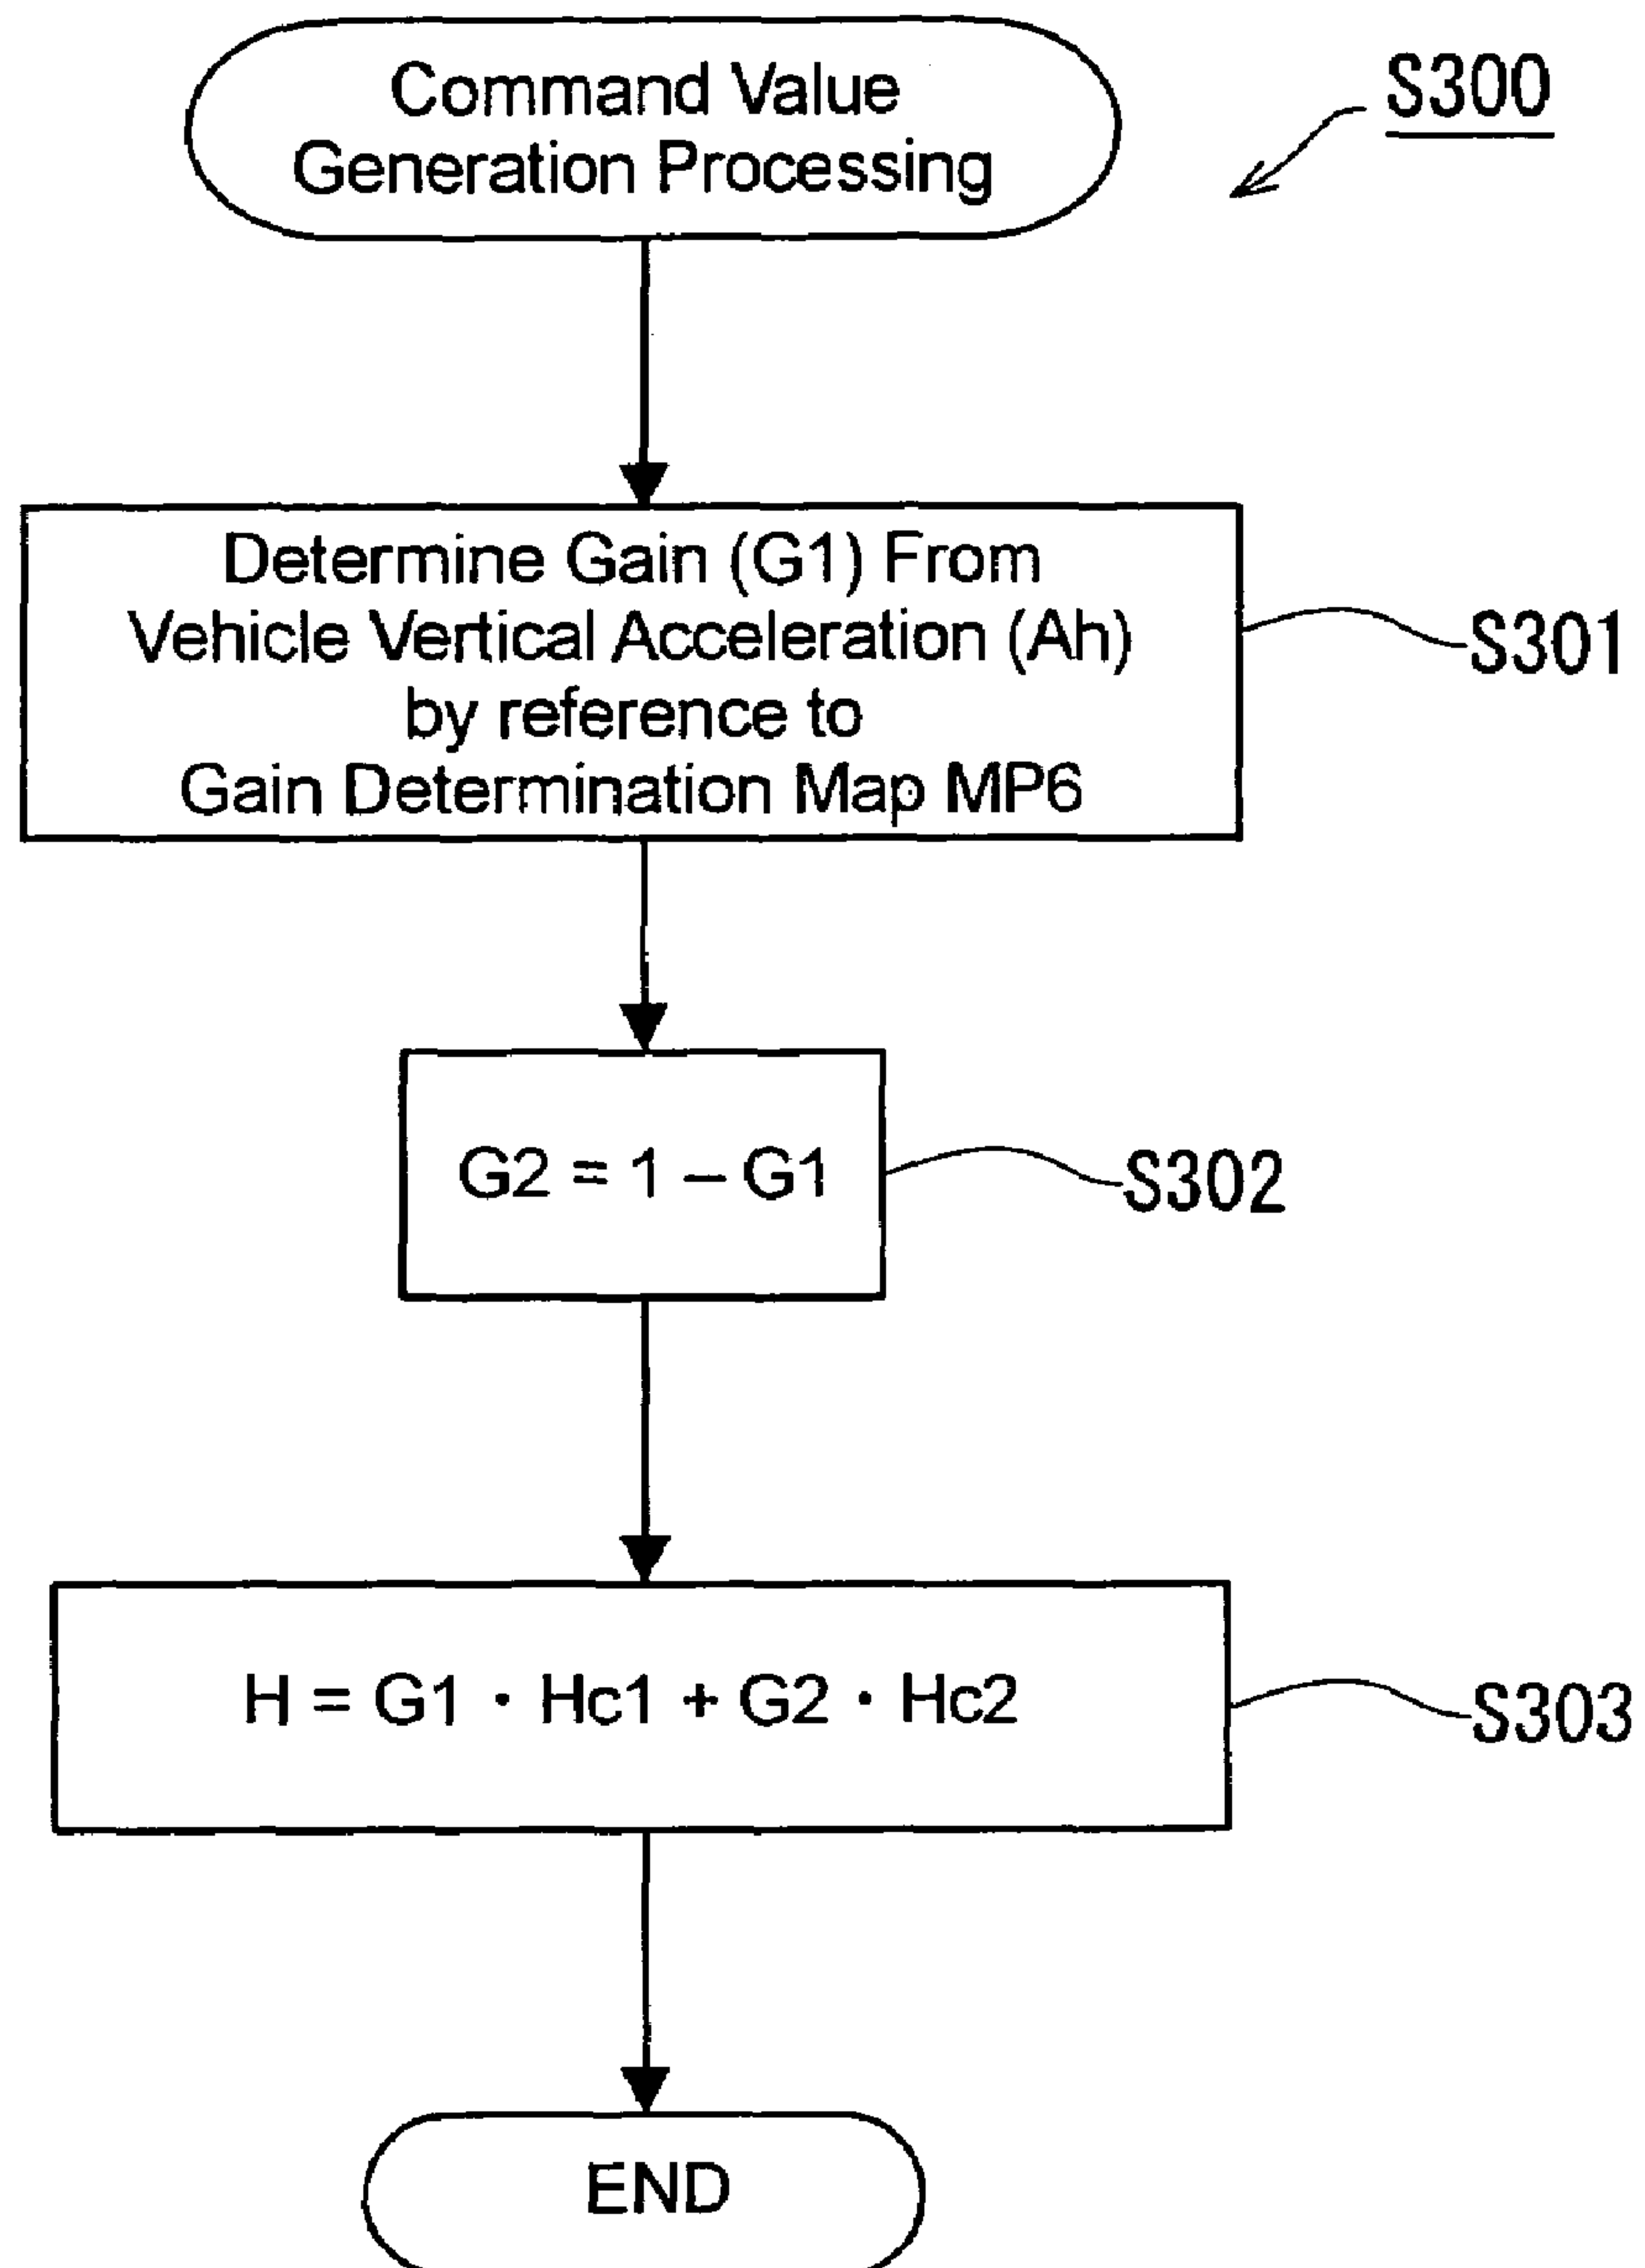 Command Value
Generation Processing
S300
Determine Gain (G1) From
Vehicle Vertical Acceleration (Ah)
by reference to
Gain Determination Map MP6
S301
G2 = 1 – G1
S302
H = G1 · Hc1 + G2 · Hc2
S303
END